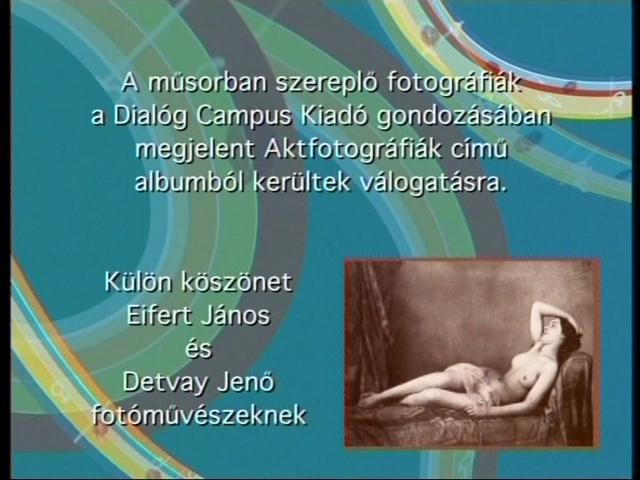 A műsorban szereplő fotográfiák
a Dialóg Campus Kiadó gondozásában
megjelent Aktfotográfiák című
albumból kerültek válogatásra.
Külön köszönet
Eifert János
és
Detvay Jenő
fotóművészeknek